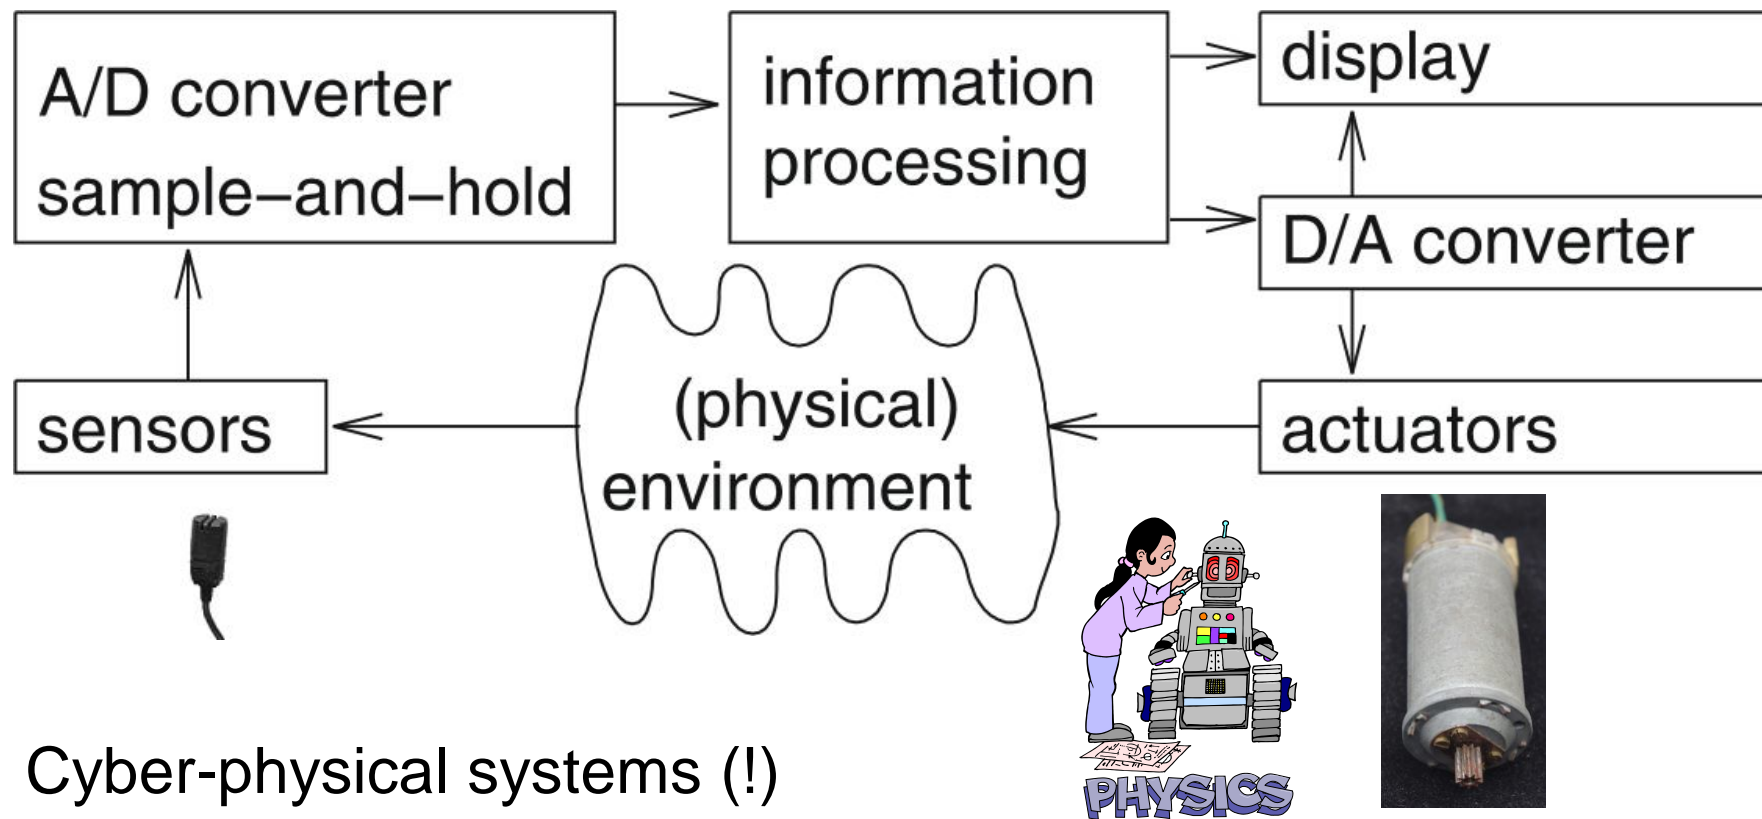 A/D converter
sample–and–hold
information
processing
display
D/A converter
sensors
(physical)
environment
actuators
PHYSICS
Cyber-physical systems (!)